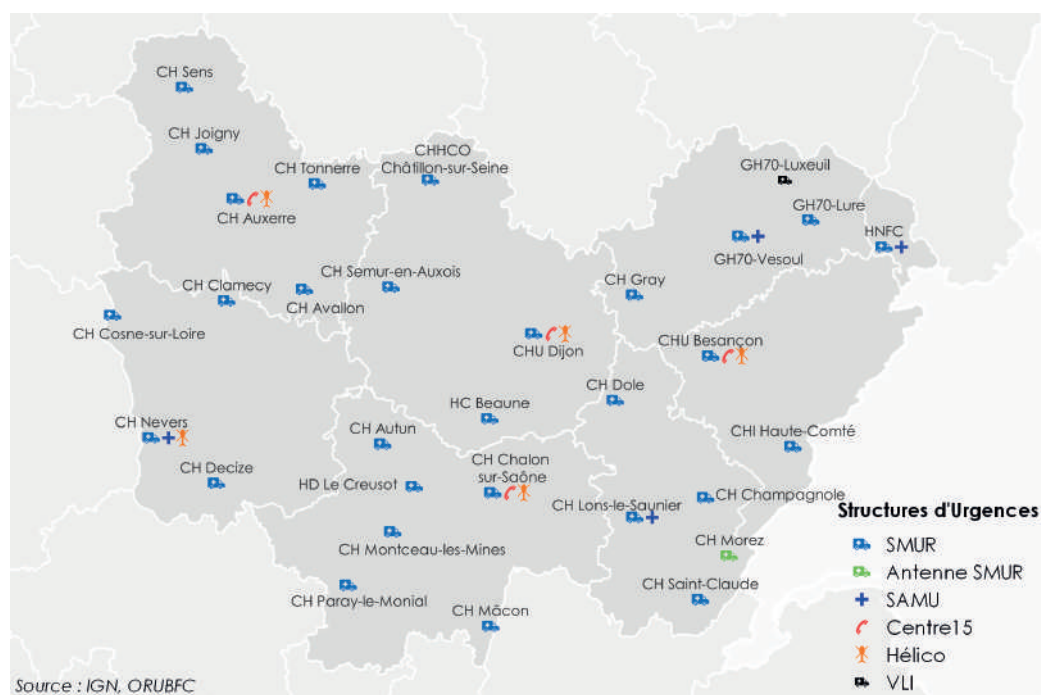 CH Sens
CH Joigny
CH Tonnerre
CHHCO
Châtillon-sur-Seine
GH70-Luxeuil
CH Auxerre
GH70-Lure
HNFC
GH70-Vesoul
CH Semur-en-Auxois
CH Gray
CH Clamecy
CH Avallon
CH Cosne-sur-Loire
CHU Dijon
CHU Besançon
CH Dole
HC Beaune
CH Nevers
CH Autun
CHI Haute-Comté
CH Decize
HD Le Creusot
CH Chalon
sur-Saône
CH Champagnole
CH Lons-le-Saunier
CH Montceau-les-Mines
CH Morez
CH Paray-le-Monial
CH Saint-Claude
CH Mâcon
Structures d'Urgences
SMUR
Antenne SMUR
SAMU
Centre15
Hélico
VLI
Source : IGN, ORUBFC